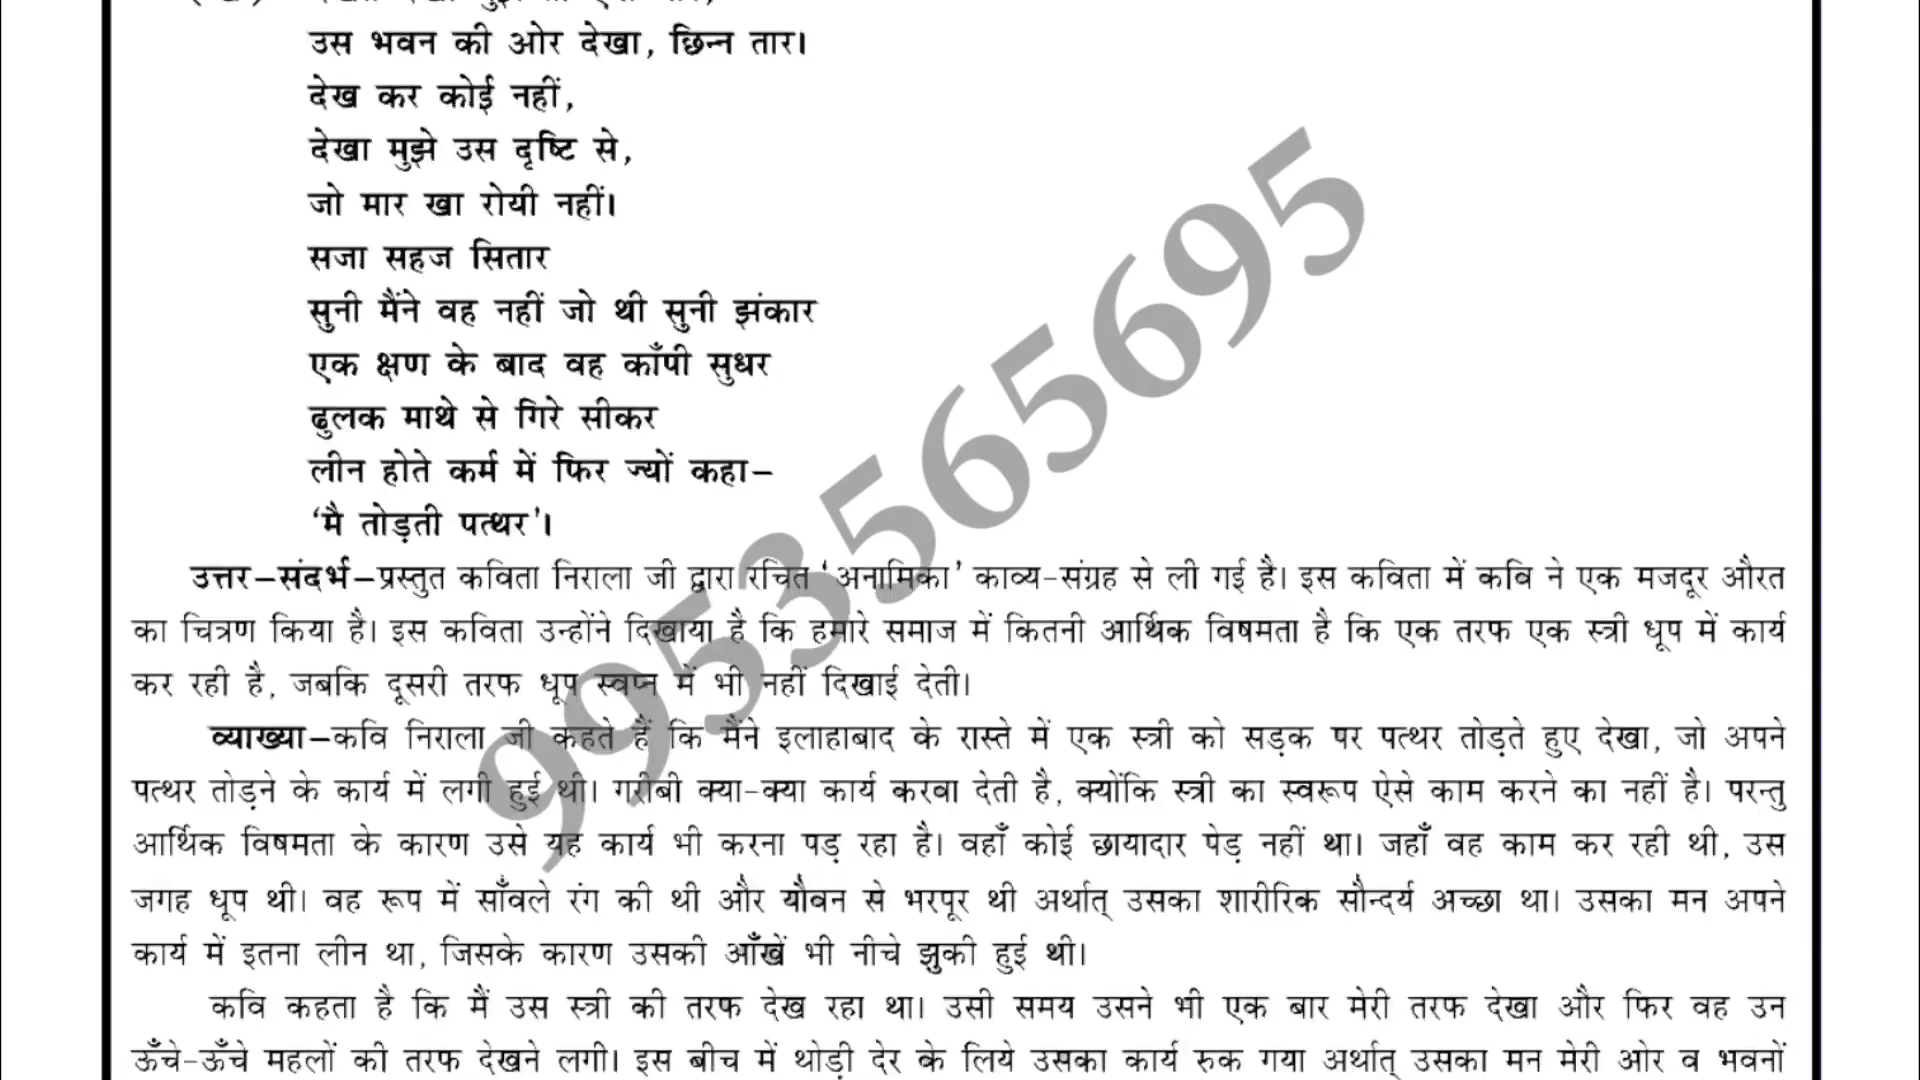 उस भवन की ओर देखा, छिन्न तार।
देख कर कोई नहीं,
देखा मुझे उस दृष्टि से,
जो मार खा रोयी नहीं।
सजा सहज सितार
सुनी मैंने वह नहीं जो थी सुनी झंकार
एक क्षण के बाद वह काँपी सुधर
ढुलक माथे से गिरे सीकर
लीन होते कर्म में फिर ज्यों कहा–
‘मै तोड़ती पत्थर’।
उत्तर–संदर्भ–प्रस्तुत कविता निराला जी द्वारा रचित ‘अनामिका’ काव्य-संग्रह से ली गई है। इस कविता में कवि ने एक मजदूर औरत
का चित्रण किया है। इस कविता उन्होंने दिखाया है कि हमारे समाज में कितनी आर्थिक विषमता है कि एक तरफ एक स्त्री धूप में कार्य
कर रही है, जबकि दूसरी तरफ धूप स्वप्न में भी नहीं दिखाई देती।
व्याख्या–कवि निराला जी कहते हैं कि मैंने इलाहाबाद के रास्ते में एक स्त्री को सड़क पर पत्थर तोड़ते हुए देखा, जो अपने
पत्थर तोड़ने के कार्य में लगी हुई थी। गरीबी क्या-क्या कार्य करवा देती है, क्योंकि स्त्री का स्वरूप ऐसे काम करने का नहीं है। परन्तु
आर्थिक विषमता के कारण उसे यह कार्य भी करना पड़ रहा है। वहाँ कोई छायादार पेड़ नहीं था। जहाँ वह काम कर रही थी, उस
जगह धूप थी। वह रूप में साँवले रंग की थी और यौवन से भरपूर थी अर्थात् उसका शारीरिक सौन्दर्य अच्छा था। उसका मन अपने
कार्य में इतना लीन था, जिसके कारण उसकी आँखें भी नीचे झुकी हुई थी।
कवि कहता है कि मैं उस स्त्री की तरफ देख रहा था। उसी समय उसने भी एक बार मेरी तरफ देखा और फिर वह उन
ऊँचे-ऊँचे महलों की तरफ देखने लगी। इस बीच में थोड़ी देर के लिये उसका कार्य रुक गया अर्थात् उसका मन मेरी ओर व भवनों
9953565695